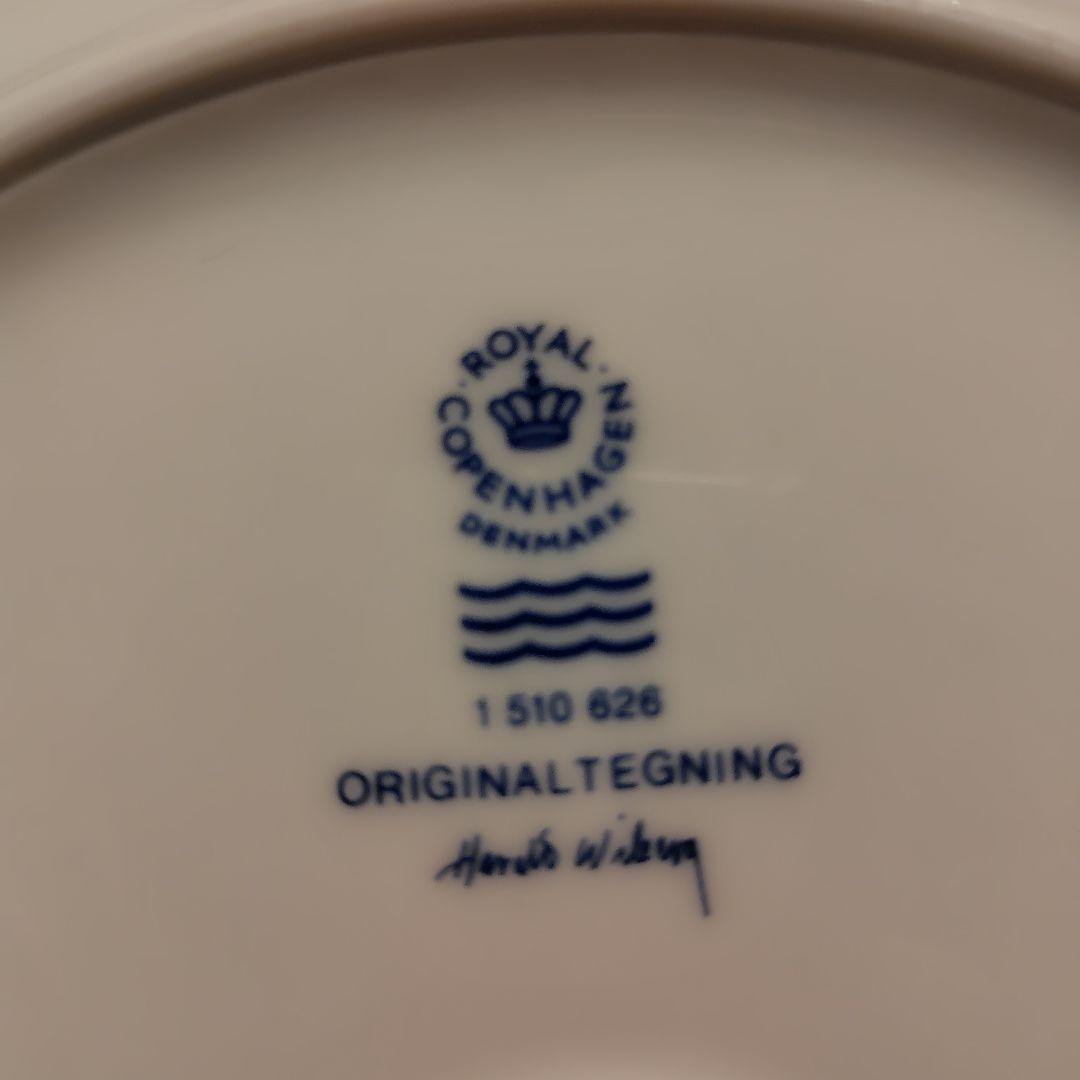 ROYAL
COPENHAGEN
DENMARK
1 510 626
ORIGINALTEGNING